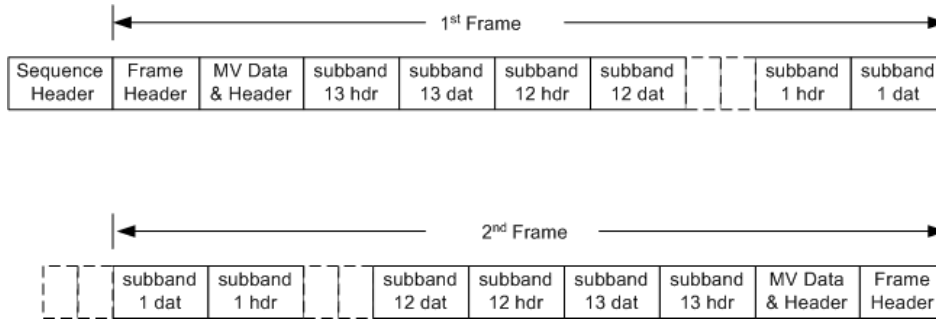 1st Frame
Sequence Header
Frame Header
MV Data & Header
subband 13 hdr
subband 13 dat
subband 12 hdr
subband 12 dat
subband 1 hdr
subband 1 dat
2nd Frame
subband 1 dat
subband 1 hdr
subband 12 dat
subband 12 hdr
subband 13 dat
subband 13 hdr
MV Data & Header
Frame Header